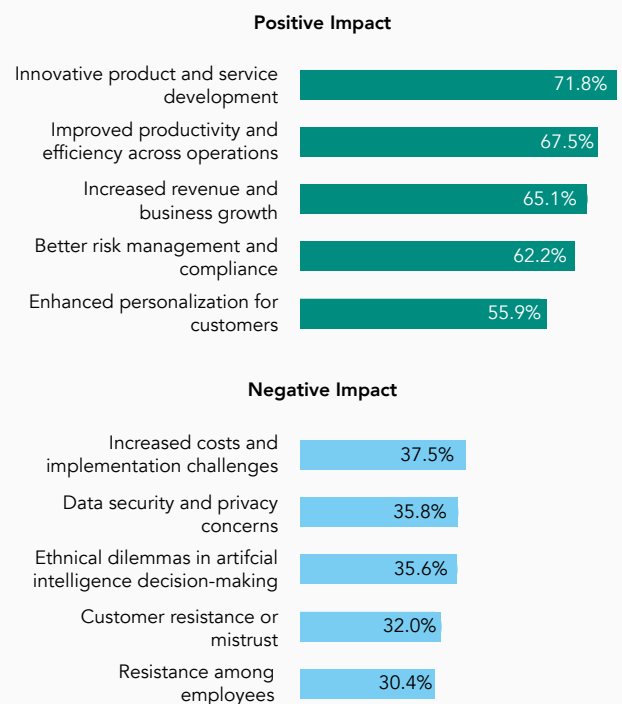 Positive Impact
Innovative product and service
development
71.8%
Improved productivity and
efficiency across operations
67.5%
Increased revenue and
business growth
65.1%
Better risk management and
compliance
62.2%
Enhanced personalization for
customers
55.9%
Negative Impact
Increased costs and
implementation challenges
37.5%
Data security and privacy
concerns
35.8%
Ethnical dilemmas in artifcial
intelligence decision-making
35.6%
Customer resistance or
mistrust
32.0%
Resistance among
employees
30.4%